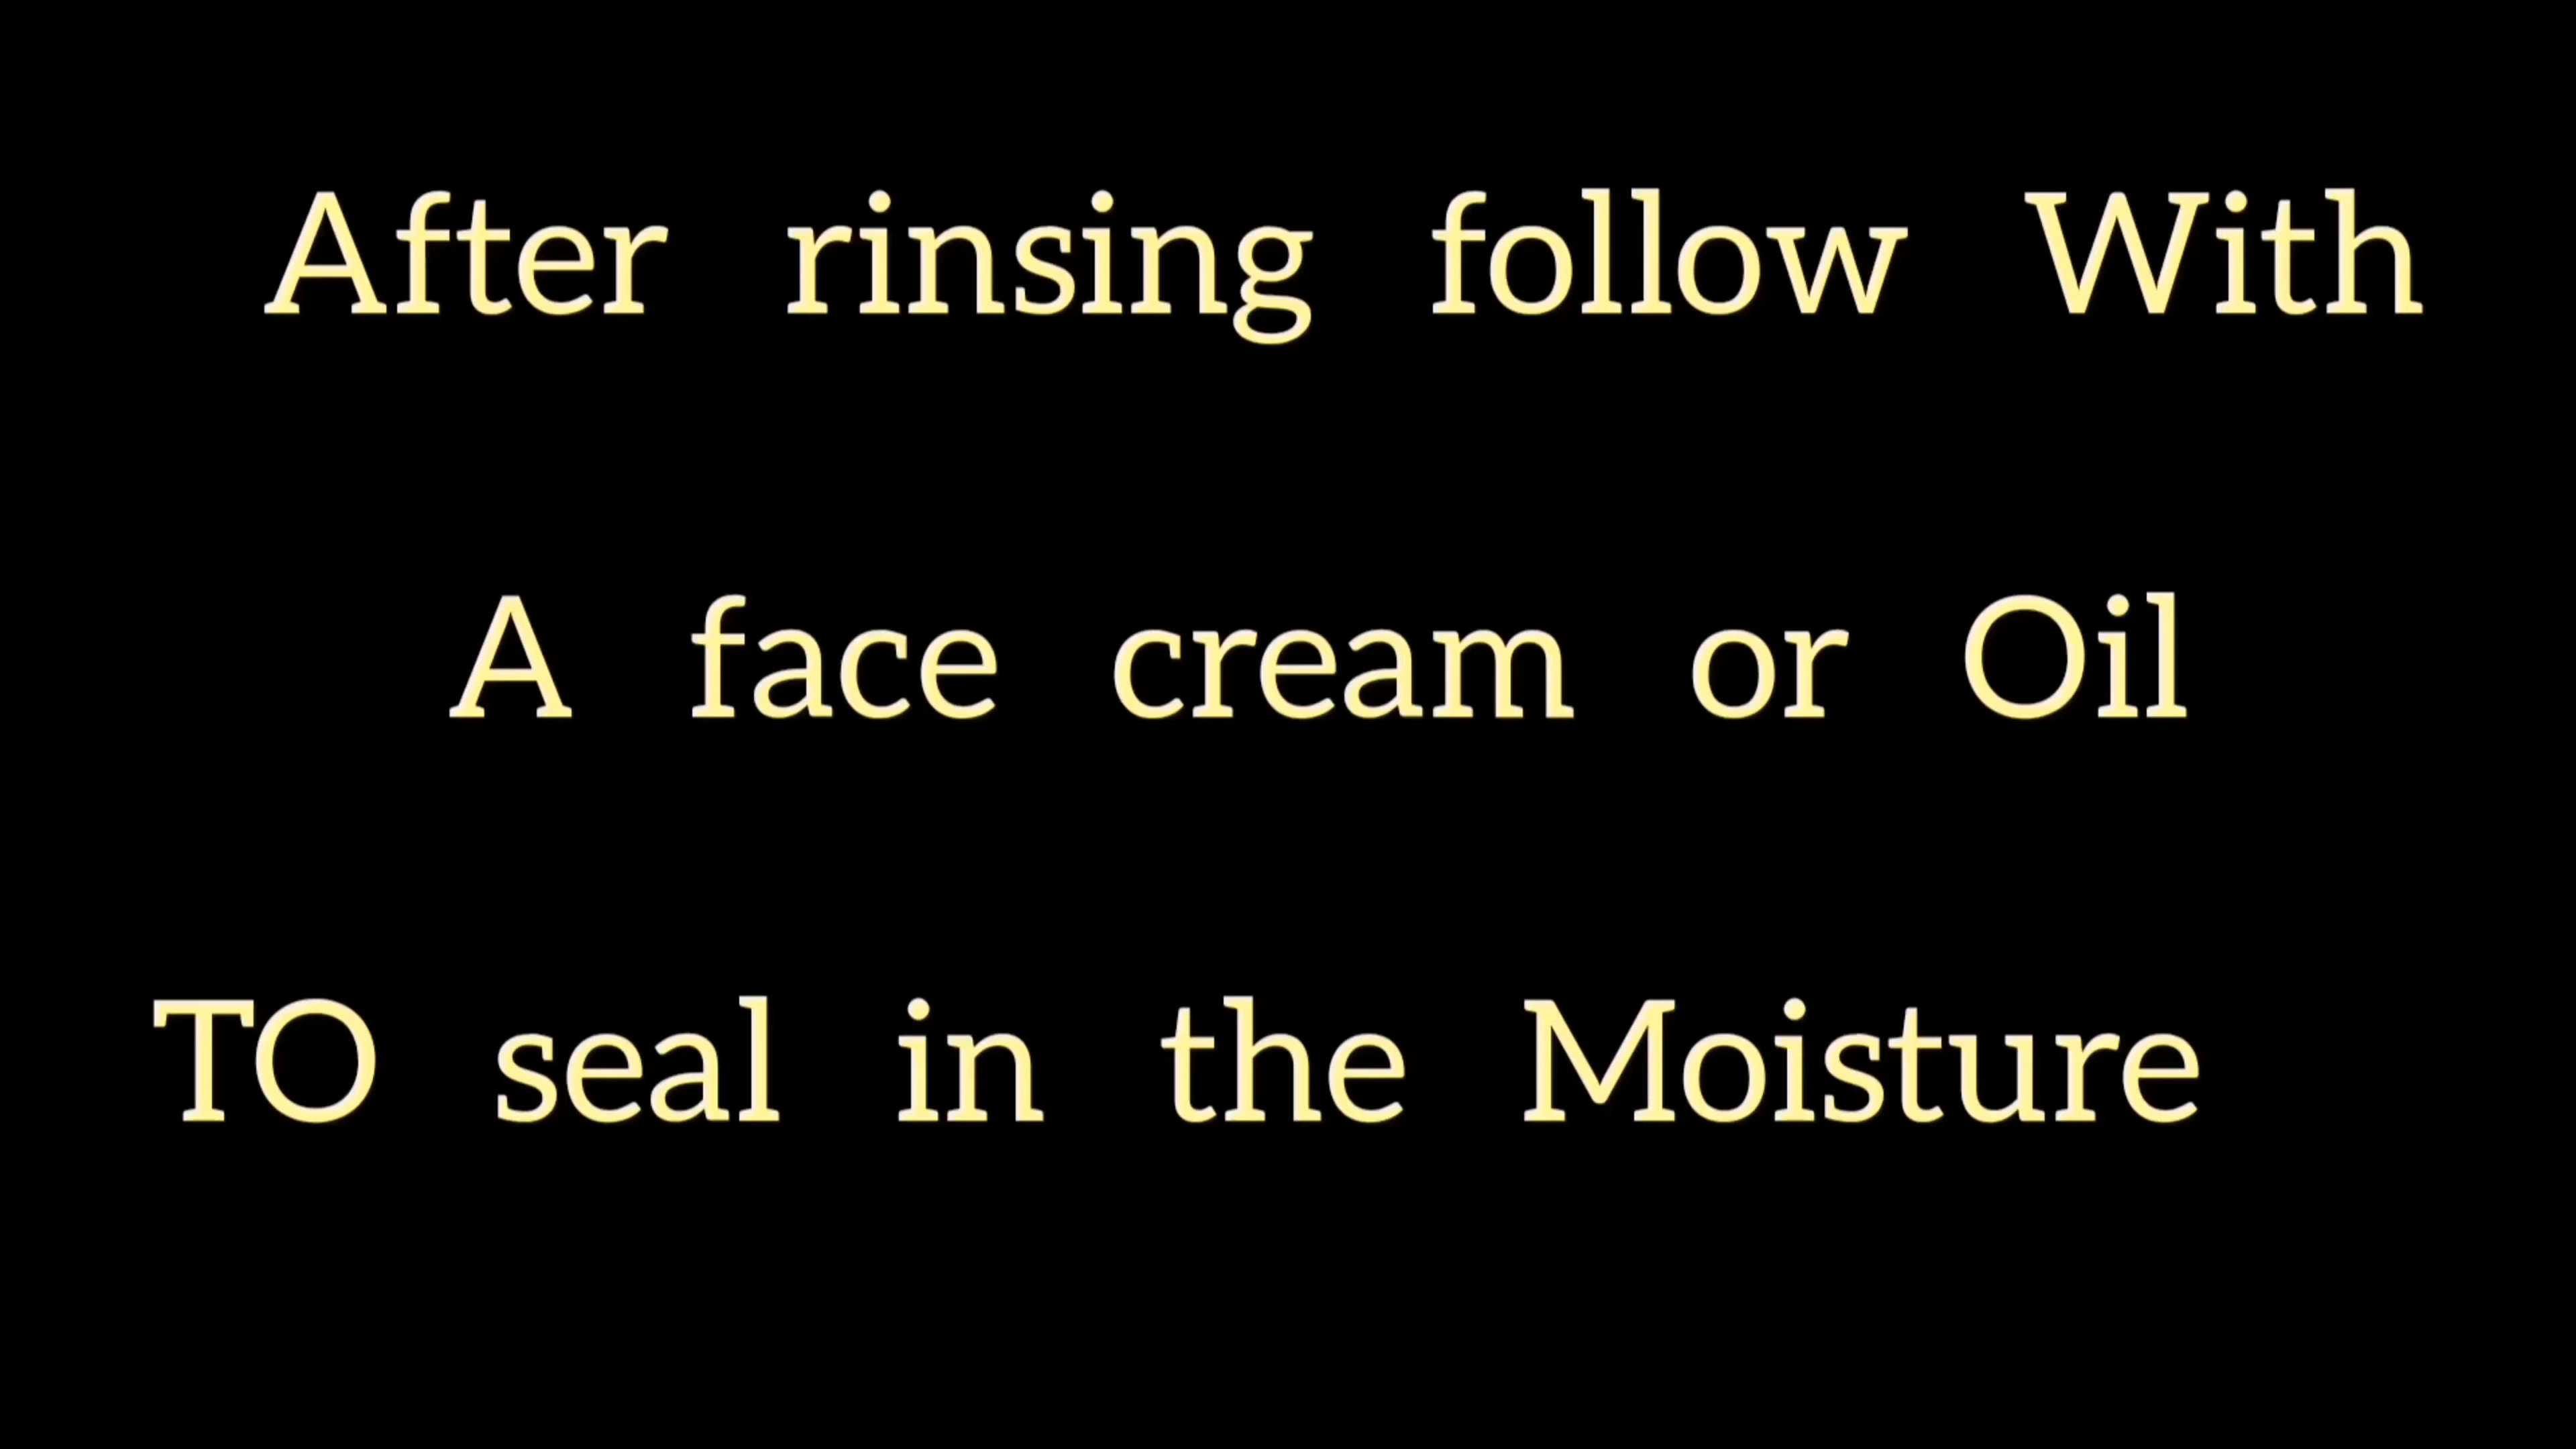 After rinsing follow With
A face cream or Oil
TO seal in the Moisture